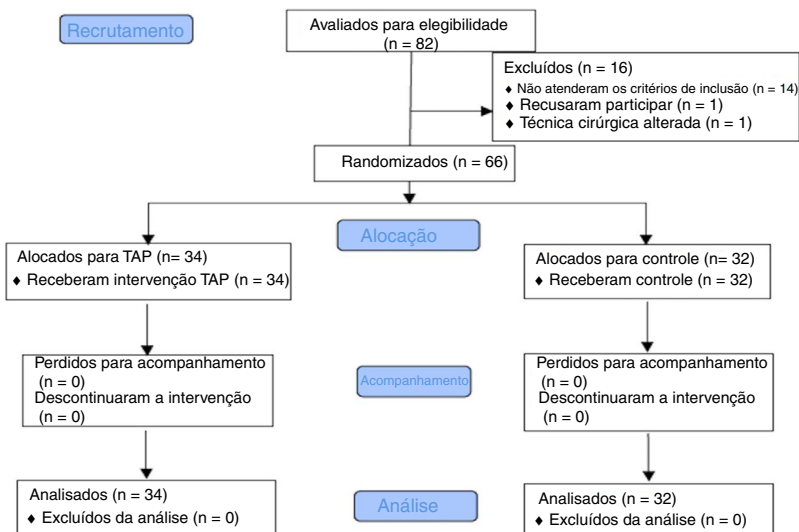 Recrutamento
Avaliados para elegibilidade
(n = 82)
Excluídos (n = 16)
♦ Não atenderam os critérios de inclusão (n = 14)
♦ Recusaram participar (n = 1)
♦ Técnica cirúrgica alterada (n = 1)
Randomizados (n = 66)
Alocação
Alocados para TAP (n= 34)
♦ Receberam intervenção TAP (n = 34)
Alocados para controle (n= 32)
♦ Receberam controle (n = 32)
Acompanhamento
Perdidos para acompanhamento
(n = 0)
Descontinuaram a intervenção
(n = 0)
Perdidos para acompanhamento
(n = 0)
Descontinuaram a intervenção
(n = 0)
Análise
Analisados (n = 34)
♦ Excluídos da análise (n = 0)
Analisados (n = 32)
♦ Excluídos da análise (n = 0)